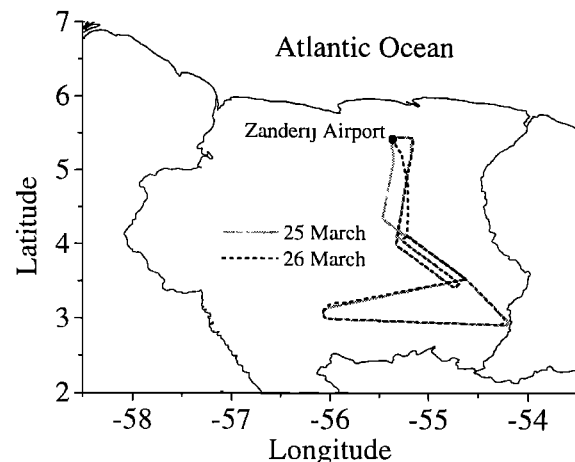 7
Atlantic Ocean
6
Zanderij Airport
5
25 March
4
26 March
3
2
-58 -57 -56 -55 -54
Latitude
Longitude